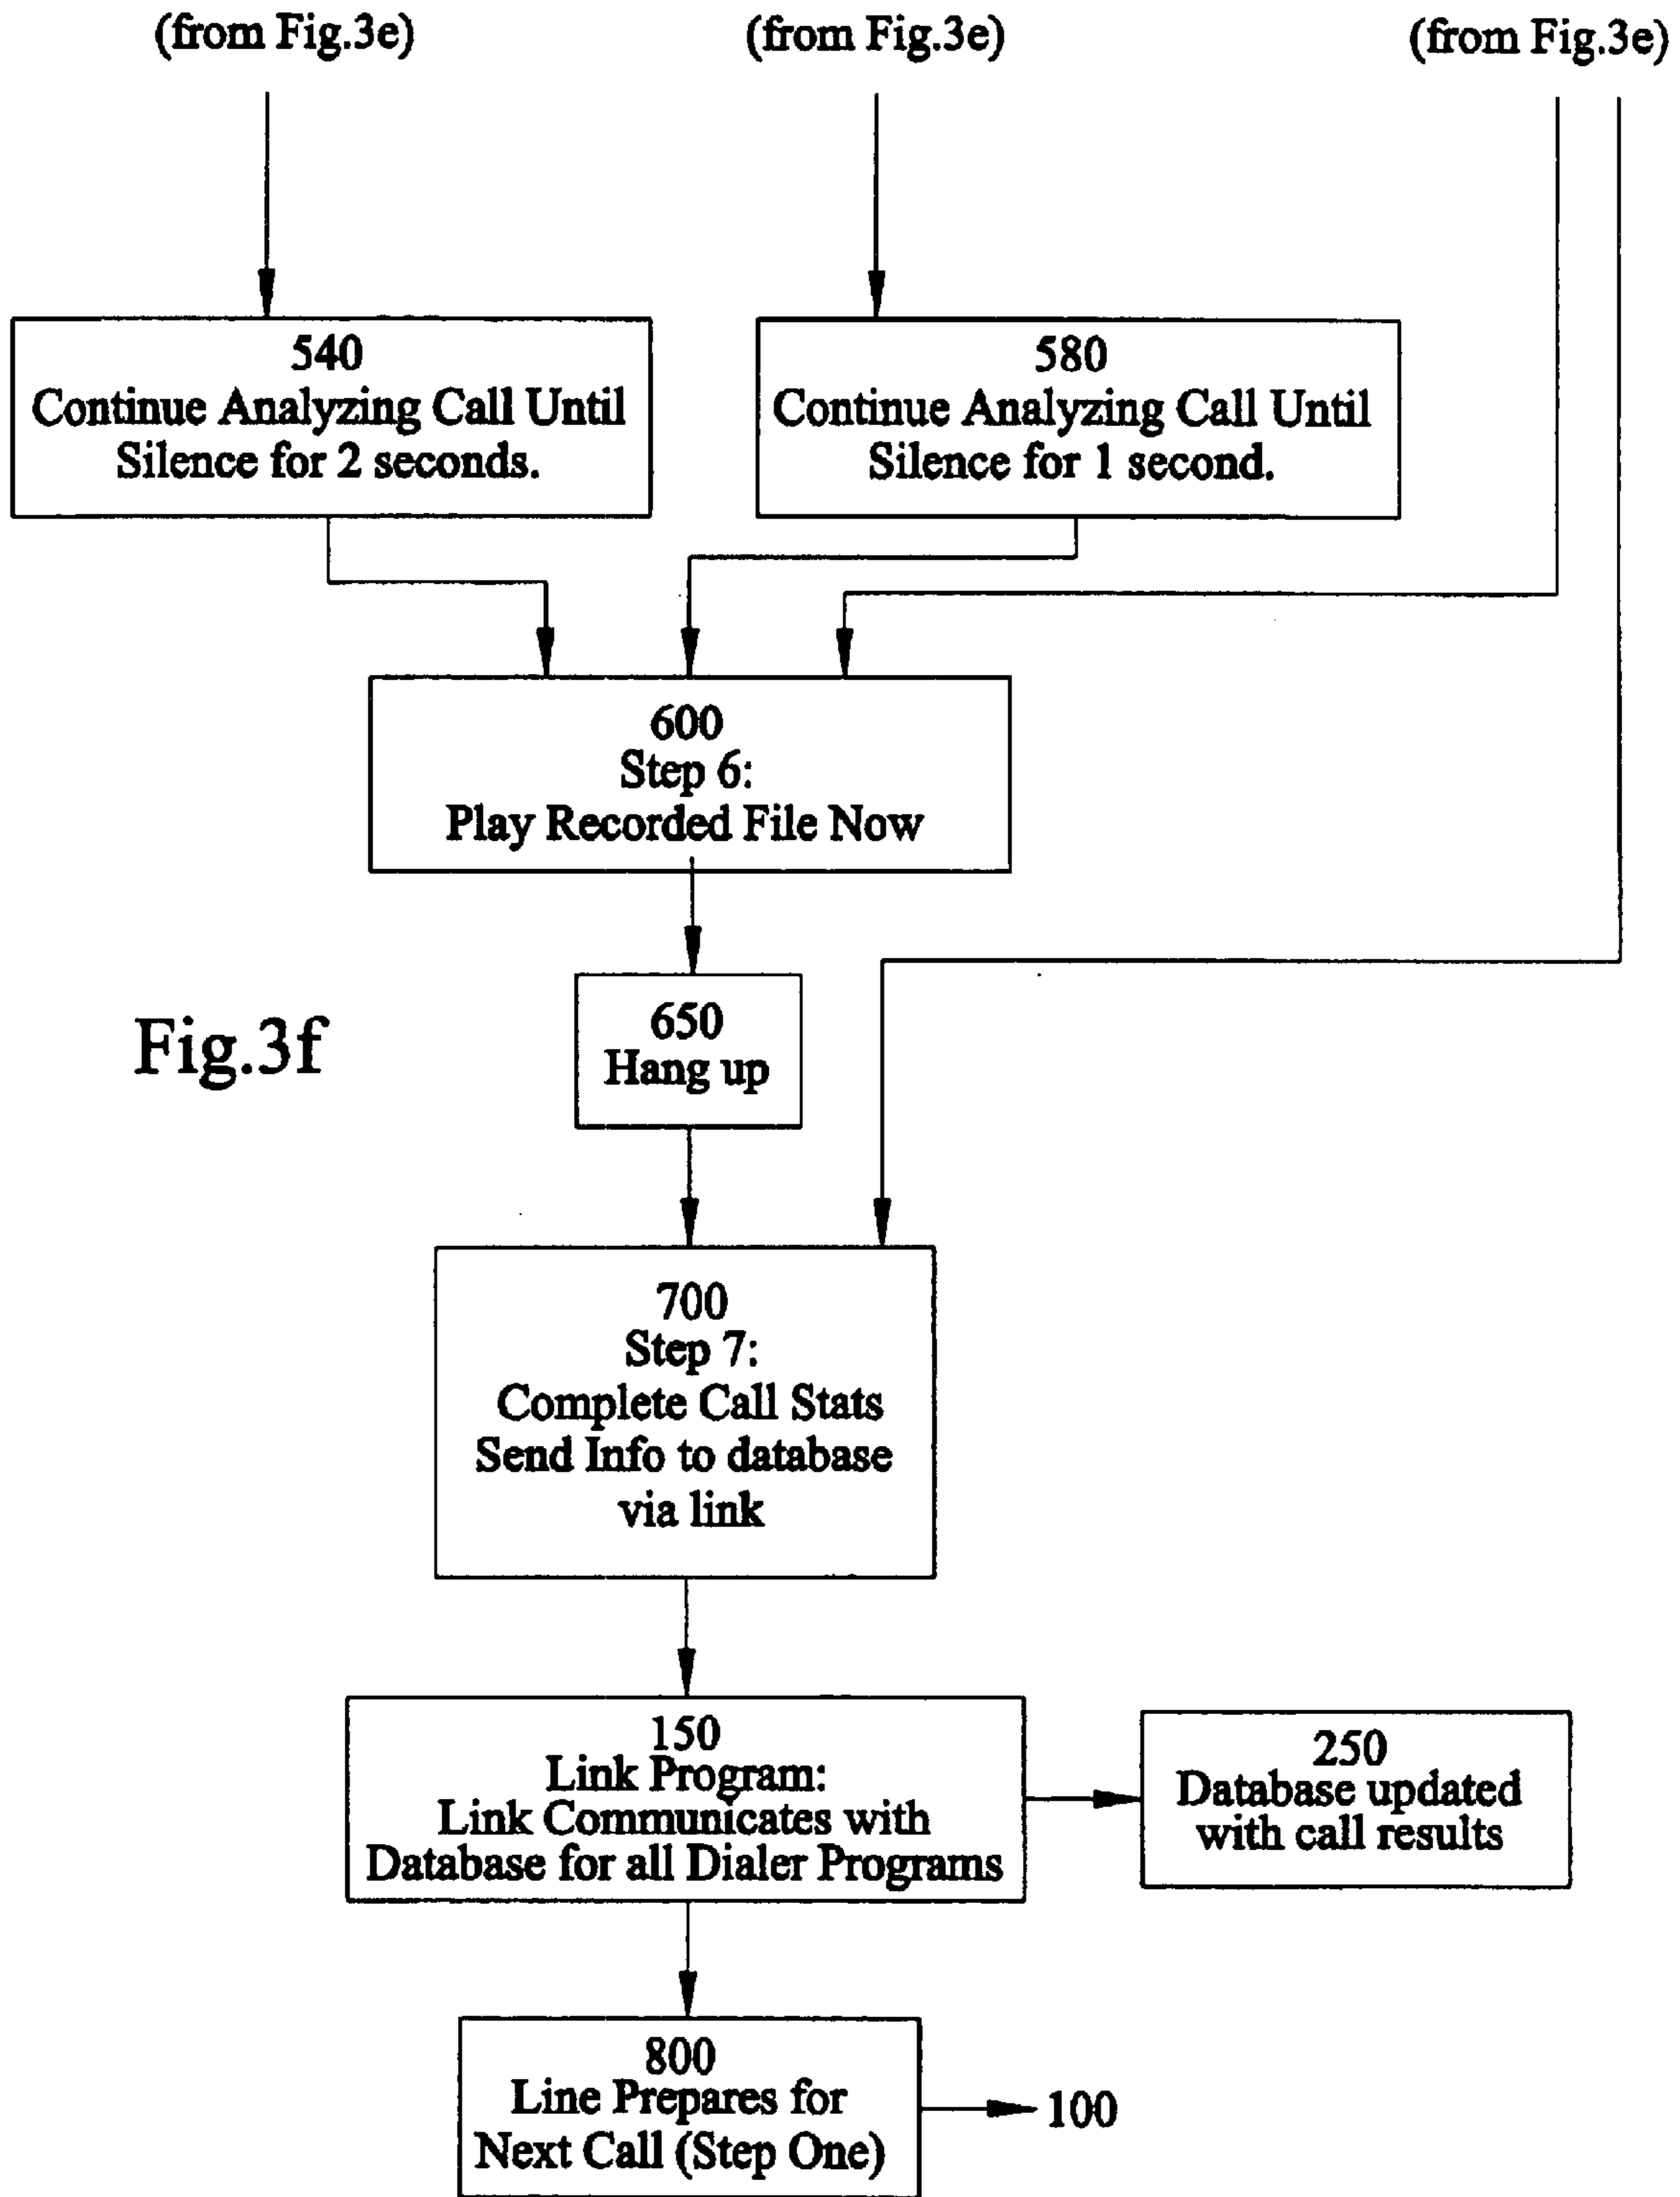 (from Fig.3e)
(from Fig.3e)
(from Fig.3e)
540
Continue Analyzing Call Until
Silence for 2 seconds.
580
Continue Analyzing Call Until
Silence for 1 second.
600
Step 6:
Play Recorded File Now
650
Hang up
Fig.3f
700
Step 7:
Complete Call Stats
Send Info to database
via link
150
Link Program:
Link Communicates with
Database for all Dialer Programs
250
Database updated
with call results
800
Line Prepares for
Next Call (Step One)
100